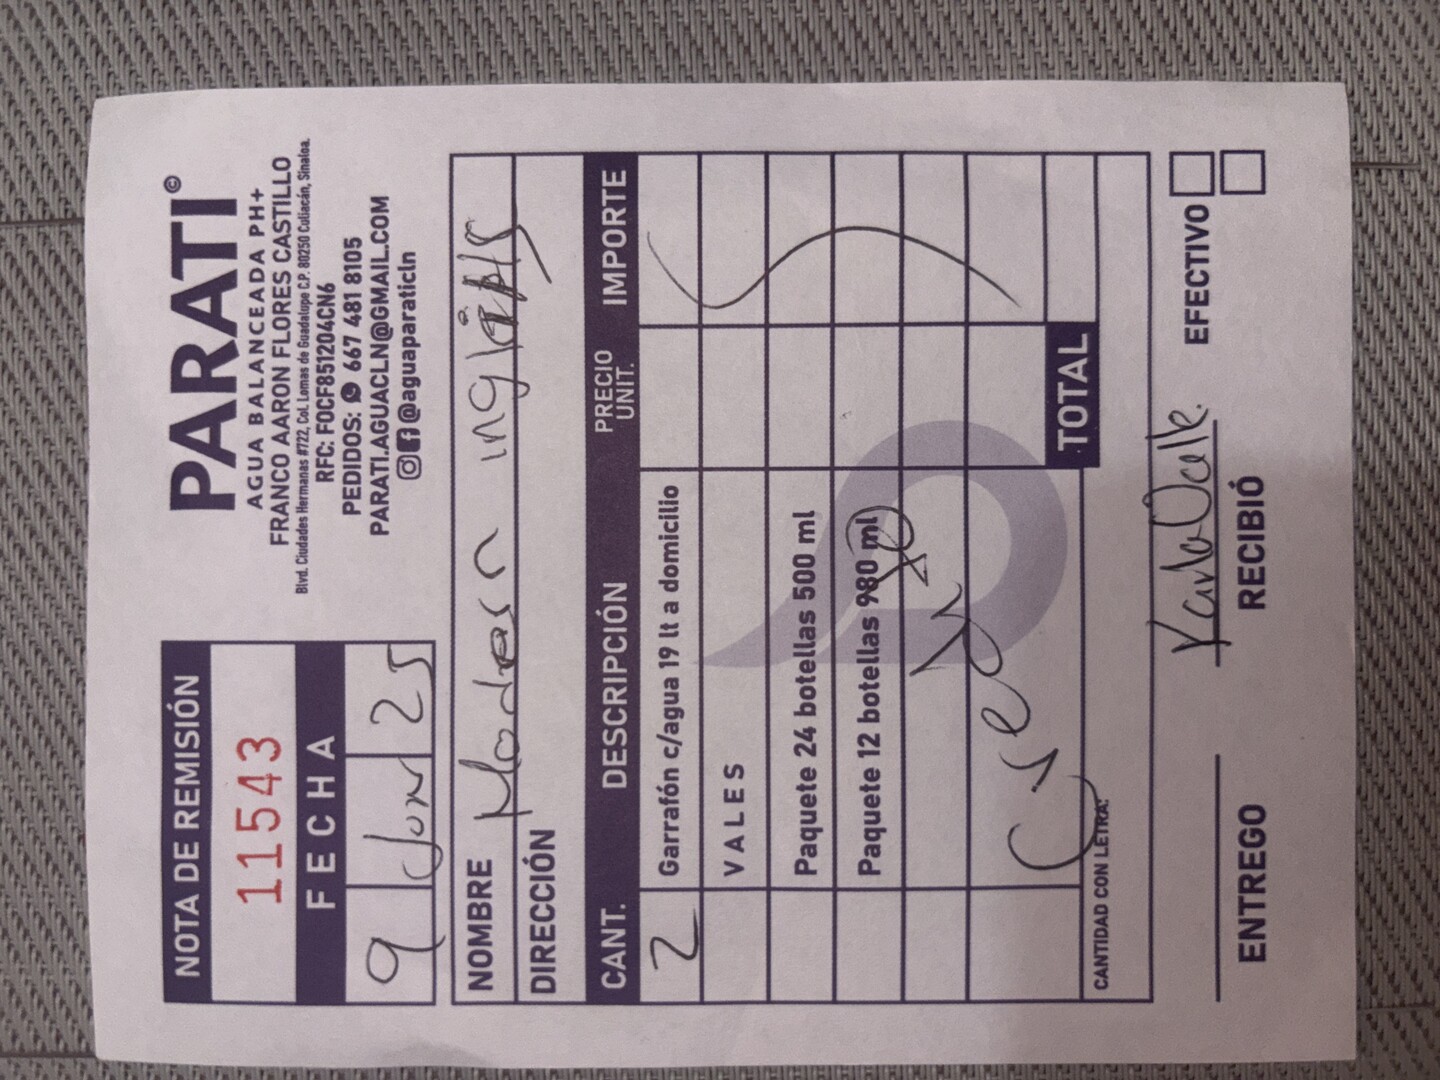 PARATI©
AGUA BALANCEADA PH+
FRANCO AARON FLORES CASTILLO
Blvd. Ciudades Hermanas #722, Col. Lomas de Guadalupe C.P. 80250 Culiacán, Sinaloa.
RFC: FOCF851204CN6
PEDIDOS: 667 481 8105
PARATI.AGUACLN@GMAIL.COM
@aguaparaticln
NOTA DE REMISIÓN
11543
FECHA
9 Jun 25
NOMBRE Modern
DIRECCIÓN
CANT. DESCRIPCIÓN PRECIO UNIT. IMPORTE
2 Garrafón c/agua 19 lt a domicilio
VALES
Paquete 24 botellas 500 ml
Paquete 12 botellas 980 ml
TOTAL
CANTIDAD CON LETRA:
Karla
ENTREGO RECIBIÓ EFECTIVO